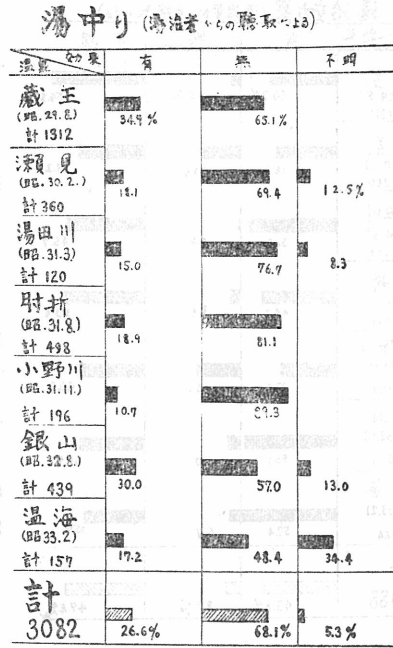 湯中り (湯治者からの聴取による)
効果 有 無 不明
温泉
蔵王
(昭.29.8.) 34.9% 65.1%
計 1312
瀬見
(昭.30.2.) 18.1 69.4 12.5%
計 360
湯田川
(昭.31.3) 15.0 76.7 8.3
計 120
肘折
(昭.31.8.) 18.9 81.1
計 498
小野川
(昭.31.11.) 10.7 89.3
計 196
銀山
(昭.32.8.)
計 439 30.0 57.0 13.0
温海
(昭33.2)
計 157 17.2 48.4 34.4
計
3082 26.6% 68.1% 5.3%